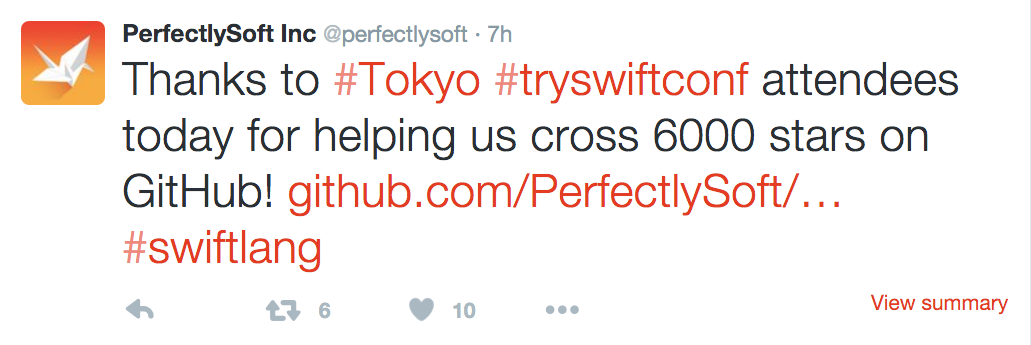 PerfectlySoft Inc @perfectlysoft · 7h
Thanks to #Tokyo #tryswiftconf attendees
today for helping us cross 6000 stars on
GitHub! github.com/PerfectlySoft/…
#swiftlang
6 10 View summary